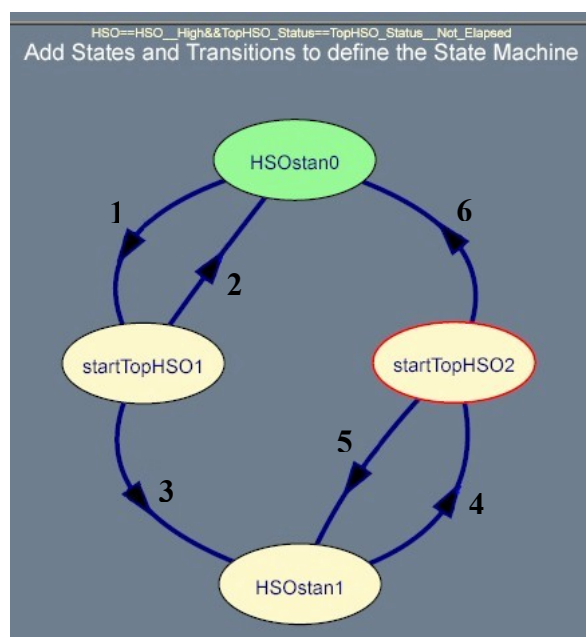 HSO==HSO__High&&TopHSO_Status==TopHSO_Status__Not_Elapsed
Add States and Transitions to define the State Machine
HSOstan0
1
6
2
startTopHSO1
startTopHSO2
5
3
4
HSOstan1